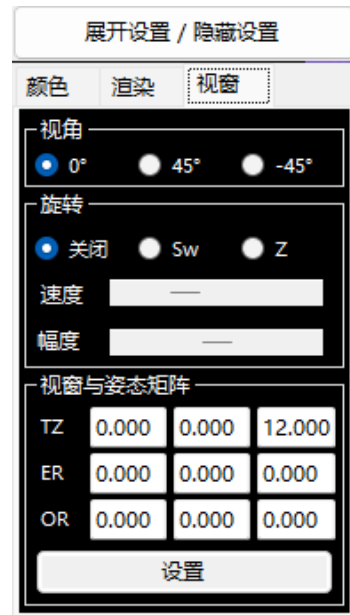 展开设置 / 隐藏设置
颜色 渲染 视窗
视角
0° 45° -45°
旋转
关闭 Sw Z
速度
幅度
视窗与姿态矩阵
TZ 0.000 0.000 12.000
ER 0.000 0.000 0.000
OR 0.000 0.000 0.000
设置